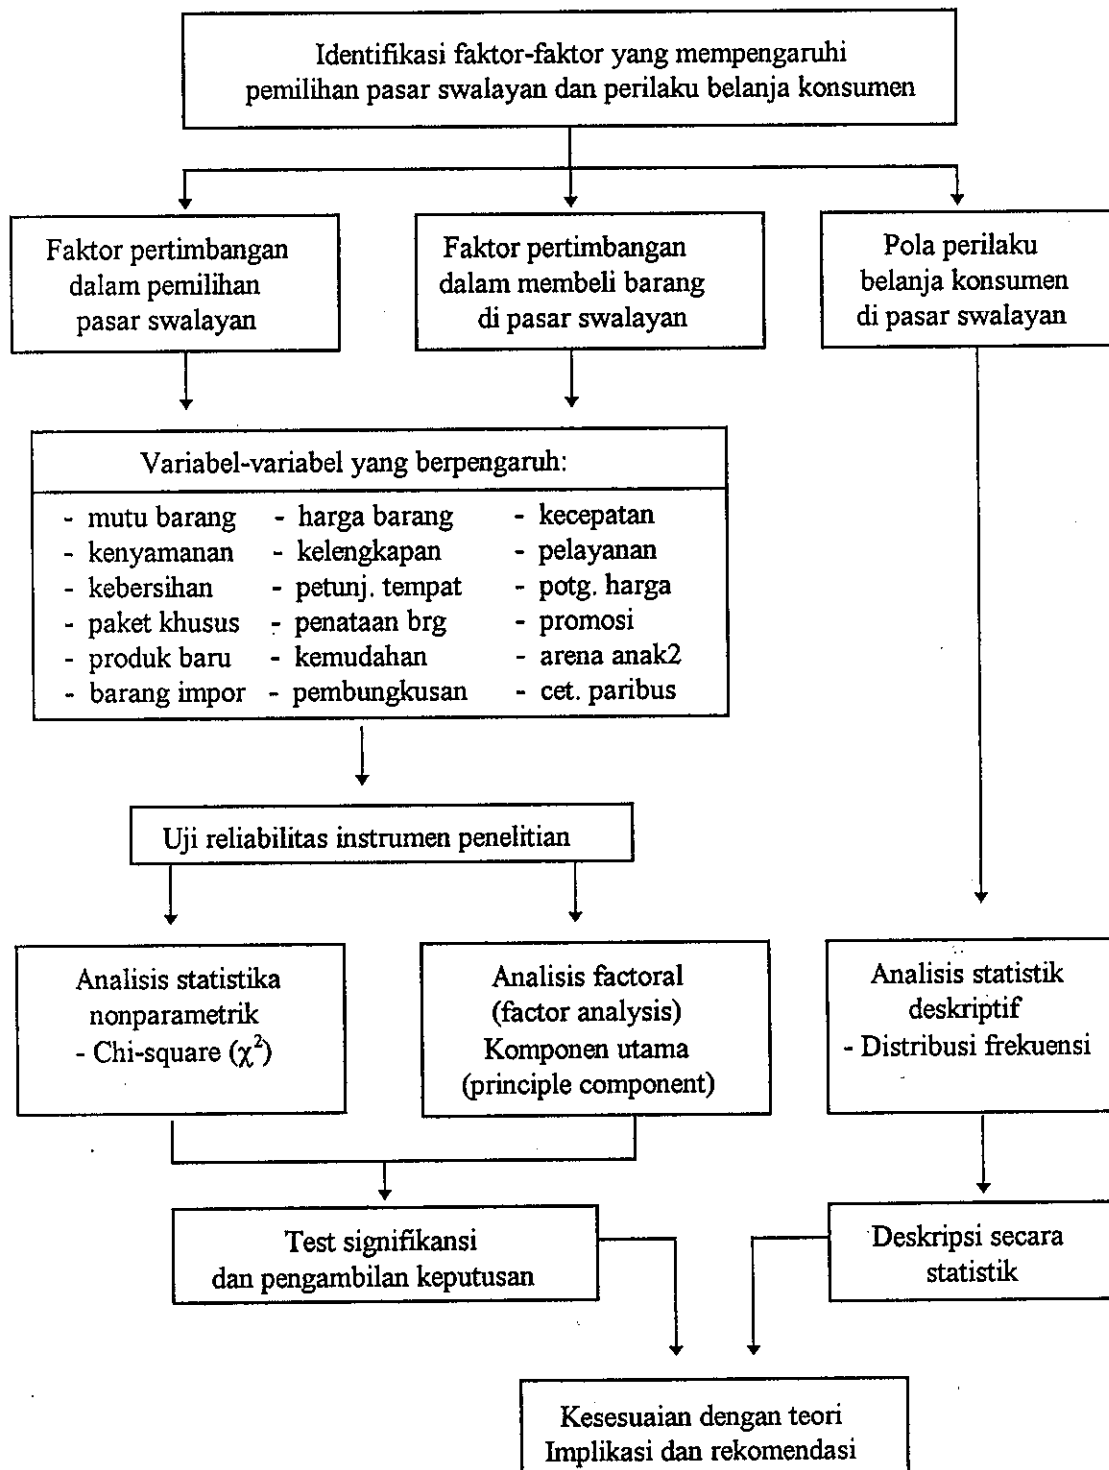 Identifikasi faktor-faktor yang mempengaruhi
pemilihan pasar swalayan dan perilaku belanja konsumen
Faktor pertimbangan
dalam pemilihan
pasar swalayan
Faktor pertimbangan
dalam membeli barang
di pasar swalayan
Pola perilaku
belanja konsumen
di pasar swalayan
Variabel-variabel yang berpengaruh:
- mutu barang - harga barang - kecepatan
- kenyamanan - kelengkapan - pelayanan
- kebersihan - petunj. tempat - potg. harga
- paket khusus - penataan brg - promosi
- produk baru - kemudahan - arena anak2
- barang impor - pembungkusan - cet. paribus
Uji reliabilitas instrumen penelitian
Analisis statistika
nonparametrik
- Chi-square (χ²)
Analisis factoral
(factor analysis)
Komponen utama
(principle component)
Analisis statistik
deskriptif
- Distribusi frekuensi
Test signifikansi
dan pengambilan keputusan
Deskripsi secara
statistik
Kesesuaian dengan teori
Implikasi dan rekomendasi